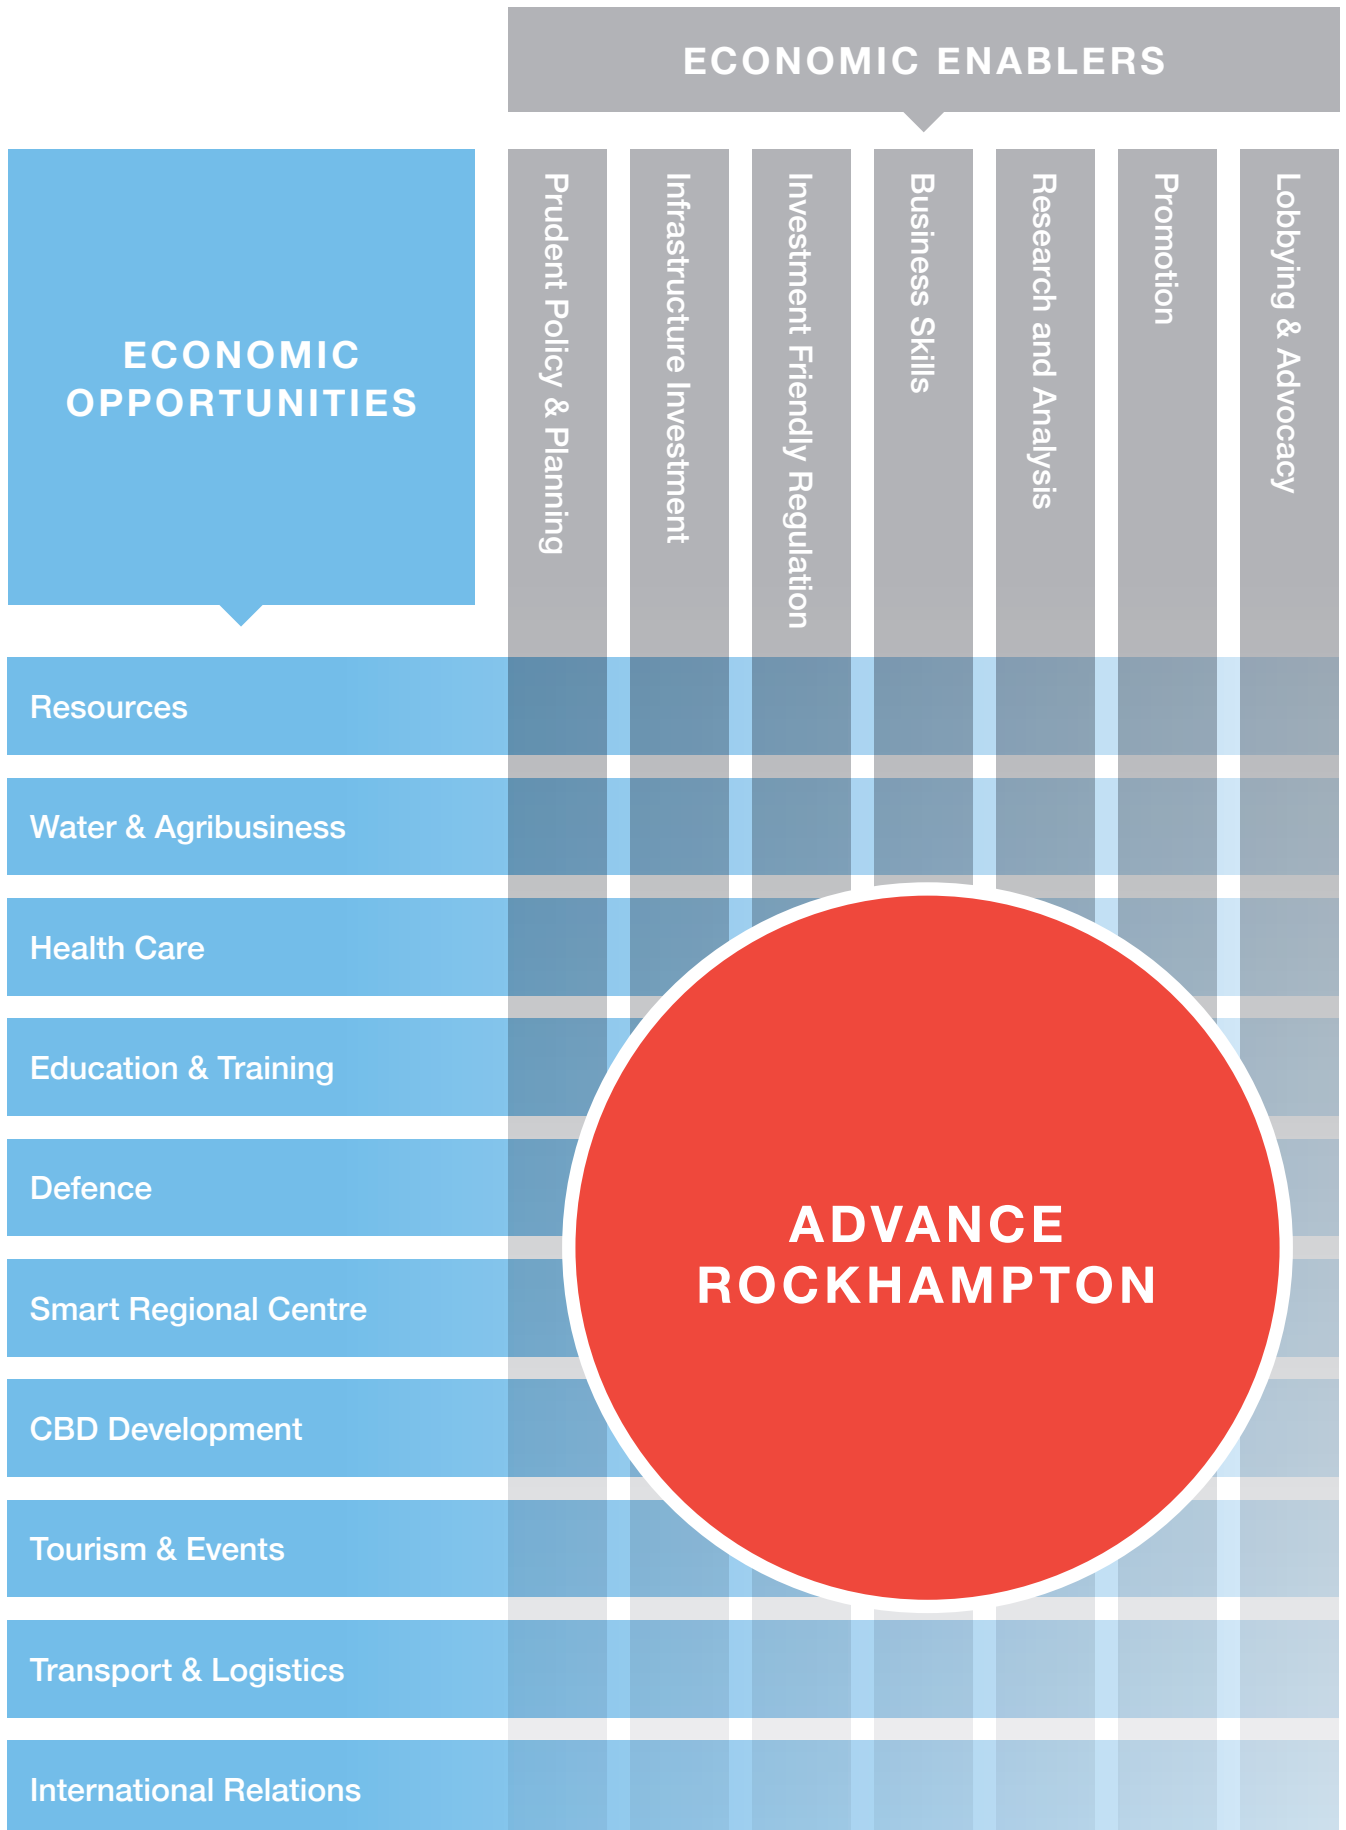 ECONOMIC ENABLERS
ECONOMIC
OPPORTUNITIES
Prudent Policy & Planning
Infrastructure Investment
Investment Friendly Regulation
Business Skills
Research and Analysis
Promotion
Lobbying & Advocacy
Resources
Water & Agribusiness
Health Care
Education & Training
Defence
Smart Regional Centre
CBD Development
Tourism & Events
Transport & Logistics
International Relations
ADVANCE
ROCKHAMPTON